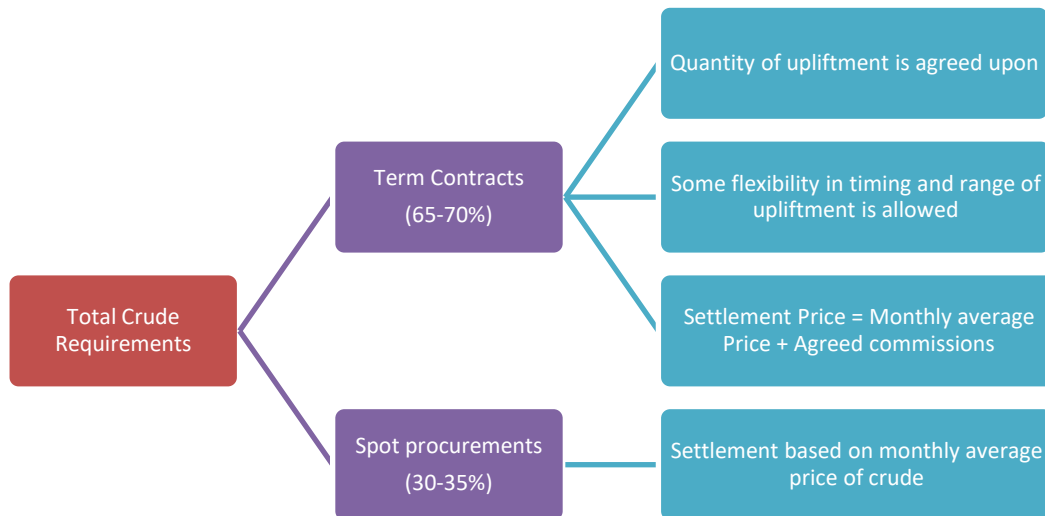 Total Crude
Requirements
Term Contracts
(65-70%)
Quantity of upliftment is agreed upon
Some flexibility in timing and range of
upliftment is allowed
Settlement Price = Monthly average
Price + Agreed commissions
Spot procurements
(30-35%)
Settlement based on monthly average
price of crude